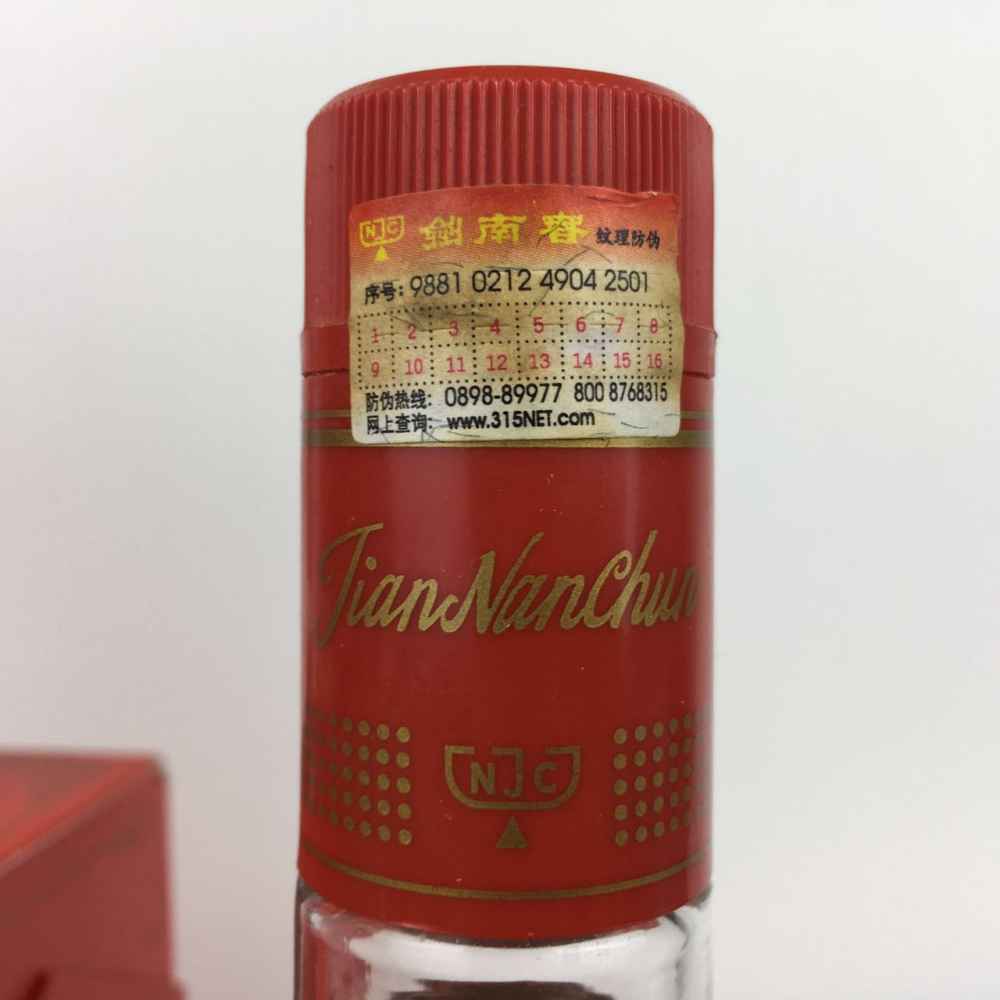 NJC 剑南春 蚊理防伪
序号:9881 0212 4904 2501
1 2 3 4 5 6 7 8
9 10 11 12 13 14 15 16
防伪热线: 0898-89977 800 8768315
网上查询: www.315NET.com
JianNanChun
NJC